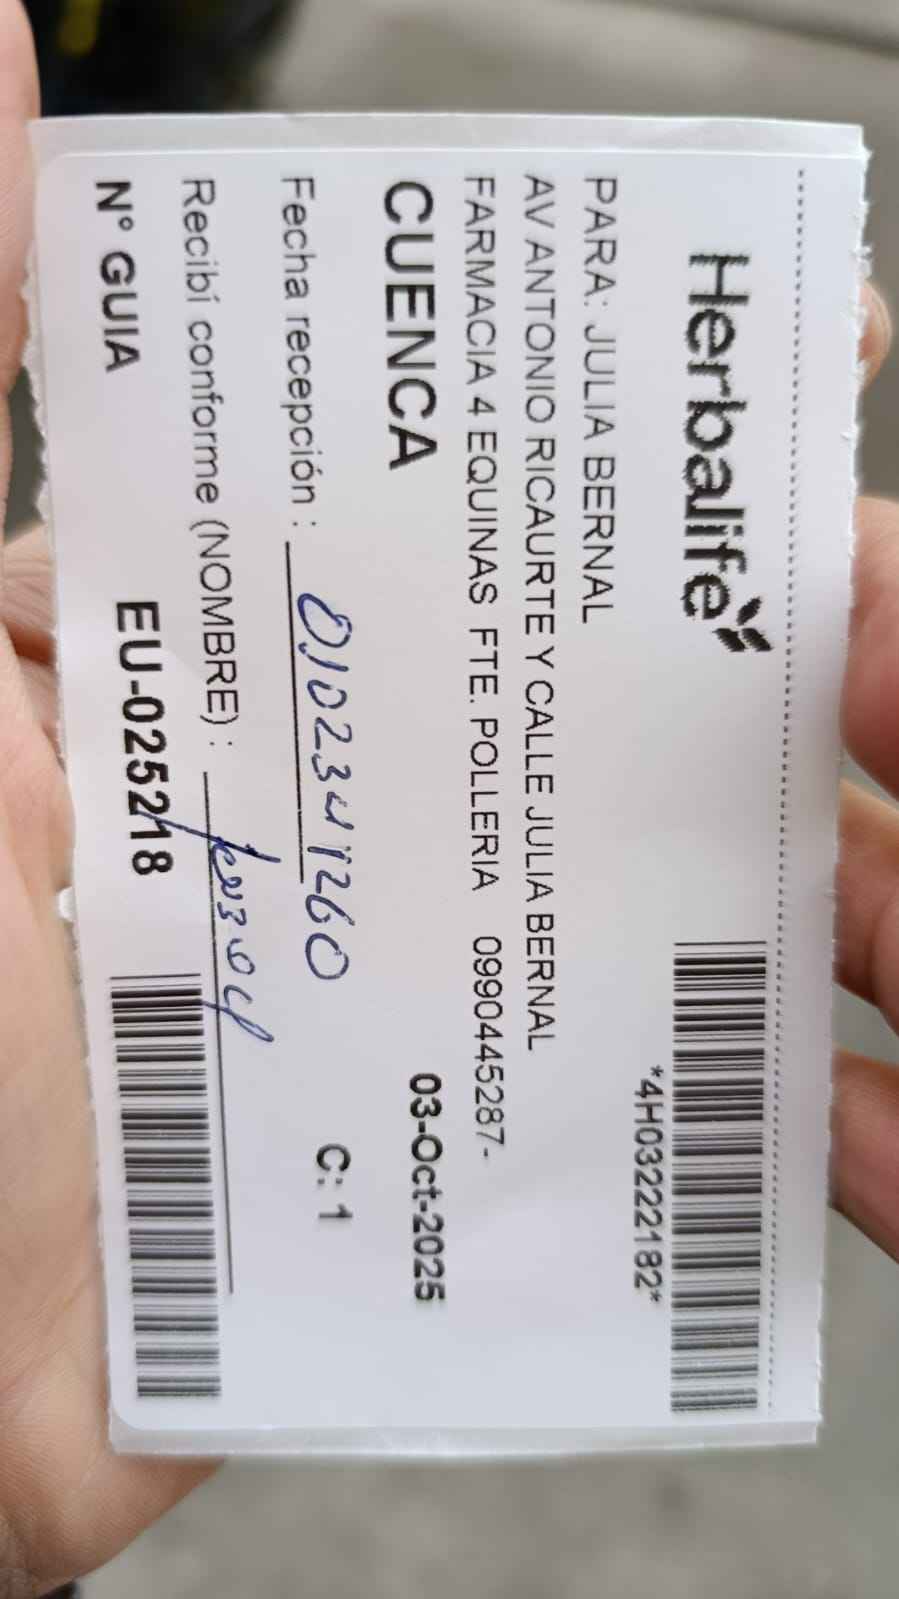 Herbalife
*4H03222182*
PARA: JULIA BERNAL
AV ANTONIO RICAURTE Y CALLE JULIA BERNAL
FARMACIA 4 EQUINAS FTE. POLLERIA 0990445287-
CUENCA 03-Oct-2025
Fecha recepción : 0102341260 C: 1
Recibí conforme (NOMBRE) :
N° GUIA EU-025218